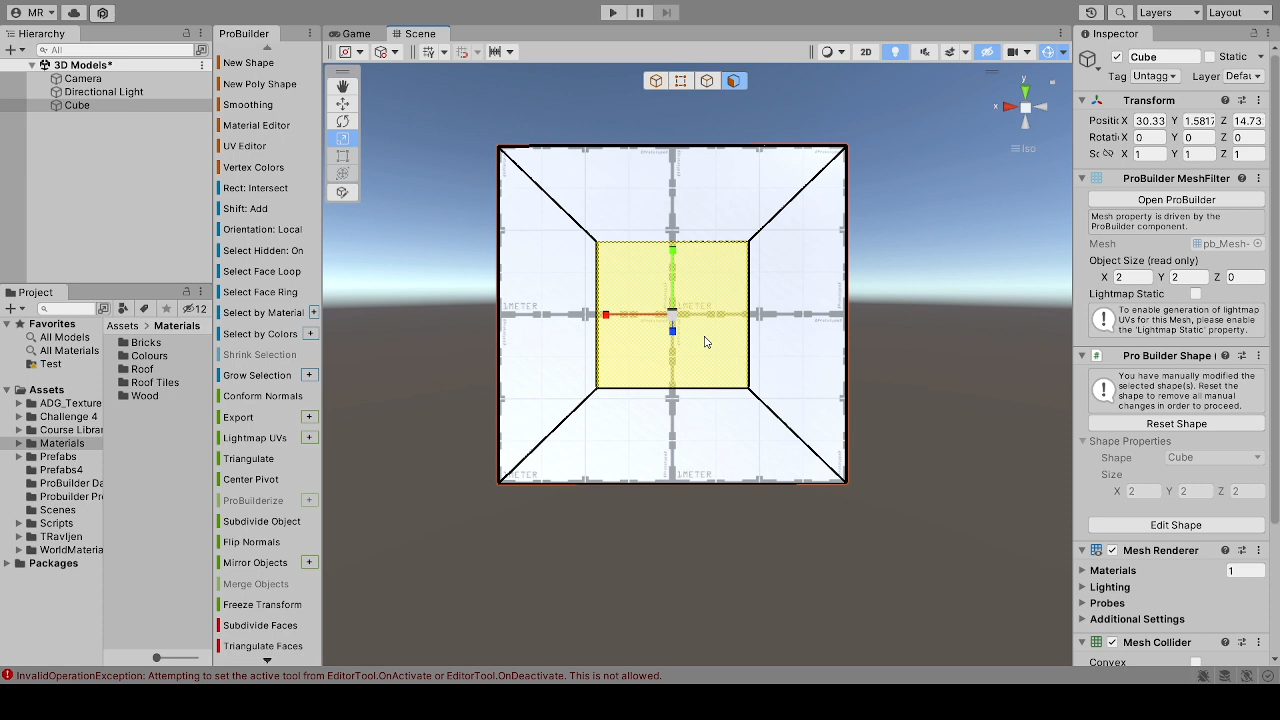 MR
Layers
Layout
Hierarchy
All
3D Models*
Camera
Directional Light
Cube
Project
12
Favorites
All Models
All Materials
Test
Assets
ADG_Texture
Challenge 4
Course Librar
Materials
Prefabs
Prefabs4
ProBuilder Da
Probuilder Pr
Scenes
Scripts
TRavljen
WorldMateria
Packages
Assets > Materials
Bricks
Colours
Roof
Roof Tiles
Wood
ProBuilder
New Shape
New Poly Shape
Smoothing
Material Editor
UV Editor
Vertex Colors
Rect: Intersect
Shift: Add
Orientation: Local
Select Hidden: On
Select Face Loop
Select Face Ring
Select by Material +
Select by Colors +
Shrink Selection
Grow Selection +
Conform Normals
Export +
Lightmap UVs +
Triangulate
Center Pivot
ProBuilderize +
Subdivide Object
Flip Normals
Mirror Objects +
Merge Objects
Freeze Transform
Subdivide Faces
Triangulate Faces
Game
Scene
2D
y
x
Iso
1METER
1METER
1METER
1METER
Inspector
Cube
Static
Tag Untagg
Layer Defau
Transform
Positi X 30.33 Y 1.5817 Z 14.73
Rotati X 0 Y 0 Z 0
Sc X 1 Y 1 Z 1
ProBuilder MeshFilter
Open ProBuilder
Mesh property is driven by the
ProBuilder component.
Mesh
pb_Mesh-
Object Size (read only)
X 2 Y 2 Z 0
Lightmap Static
To enable generation of lightmap
UVs for this Mesh, please enable
the 'Lightmap Static' property.
Pro Builder Shape (
You have manually modified the
selected shape(s). Reset the
shape to remove all manual
changes in order to proceed.
Reset Shape
Shape Properties
Shape
Cube
Size
X 2 Y 2 Z 2
Edit Shape
Mesh Renderer
Materials
1
Lighting
Probes
Additional Settings
Mesh Collider
Convex
InvalidOperationException: Attempting to set the active tool from EditorTool.OnActivate or EditorTool.OnDeactivate. This is not allowed.